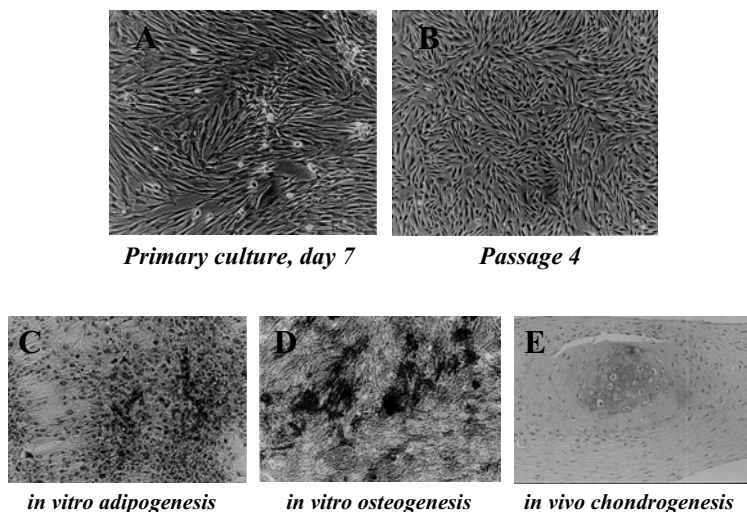 A
B
Primary culture, day 7
Passage 4
C
D
E
in vitro adipogenesis
in vitro osteogenesis
in vivo chondrogenesis